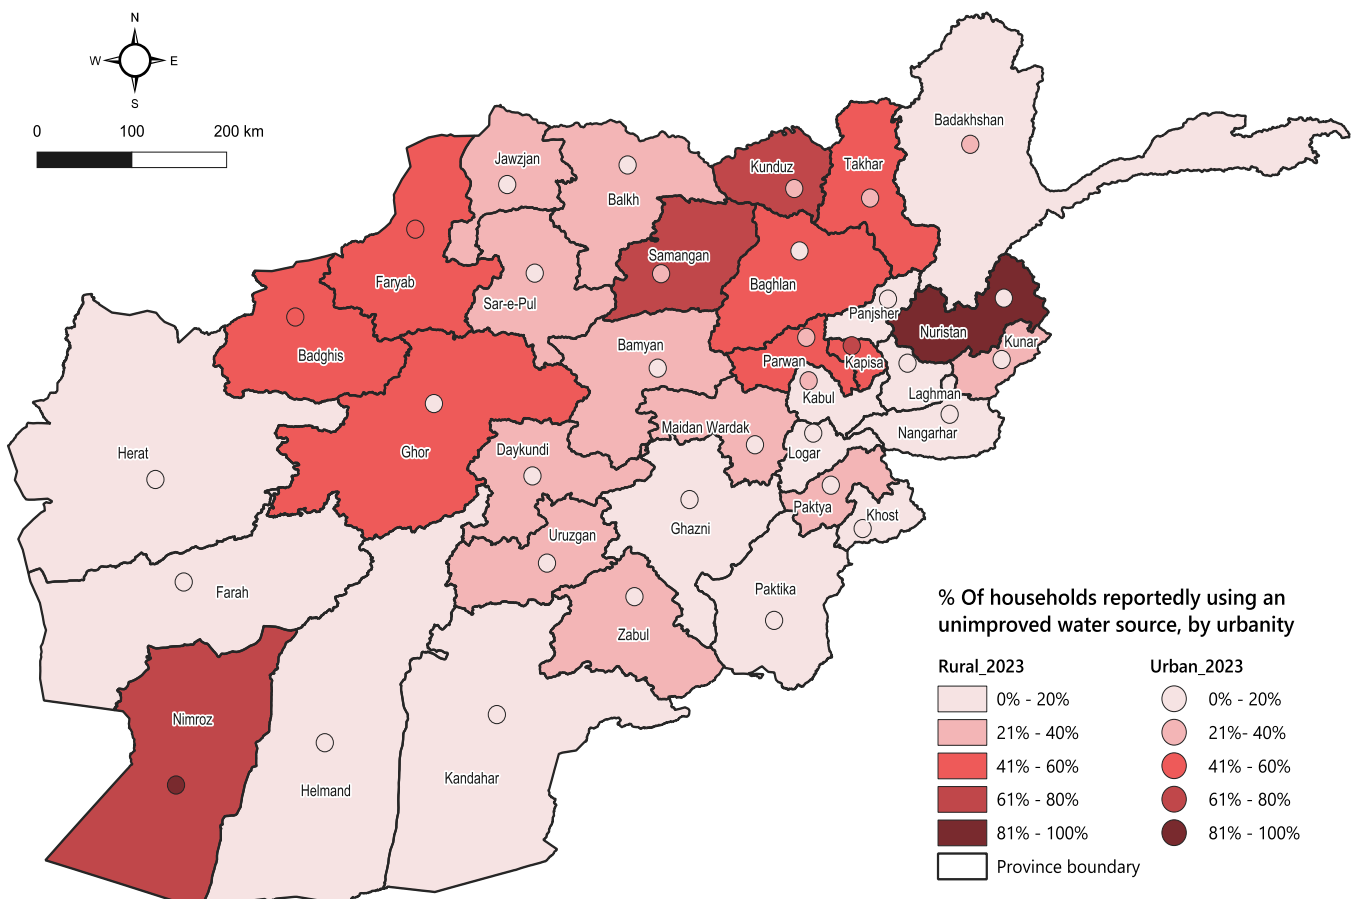 N
W E
S
0 100 200 km
Badakhshan
Jawzjan
Kunduz
Takhar
Balkh
Samangan
Faryab
Baghlan
Sar-e-Pul
Panjsher
Nuristan
Kunar
Badghis
Bamyan
Parwan
Kapisa
Kabul
Laghman
Maidan Wardak
Nangarhar
Herat
Ghor
Daykundi
Logar
Paktya
Khost
Ghazni
Uruzgan
Farah
Paktika
Zabul
Nimroz
Helmand
Kandahar
% Of households reportedly using an
unimproved water source, by urbanity
Rural_2023 Urban_2023
0% - 20% 0% - 20%
21% - 40% 21%- 40%
41% - 60% 41% - 60%
61% - 80% 61% - 80%
81% - 100% 81% - 100%
Province boundary